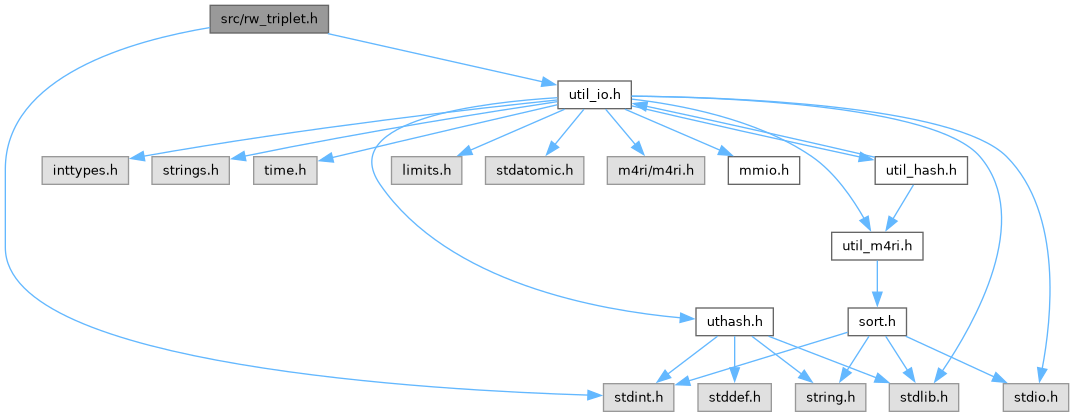 src/rw_triplet.h
util_io.h
inttypes.h
strings.h
time.h
limits.h
stdatomic.h
m4ri/m4ri.h
mmio.h
util_hash.h
util_m4ri.h
uthash.h
sort.h
stdint.h
stddef.h
string.h
stdlib.h
stdio.h